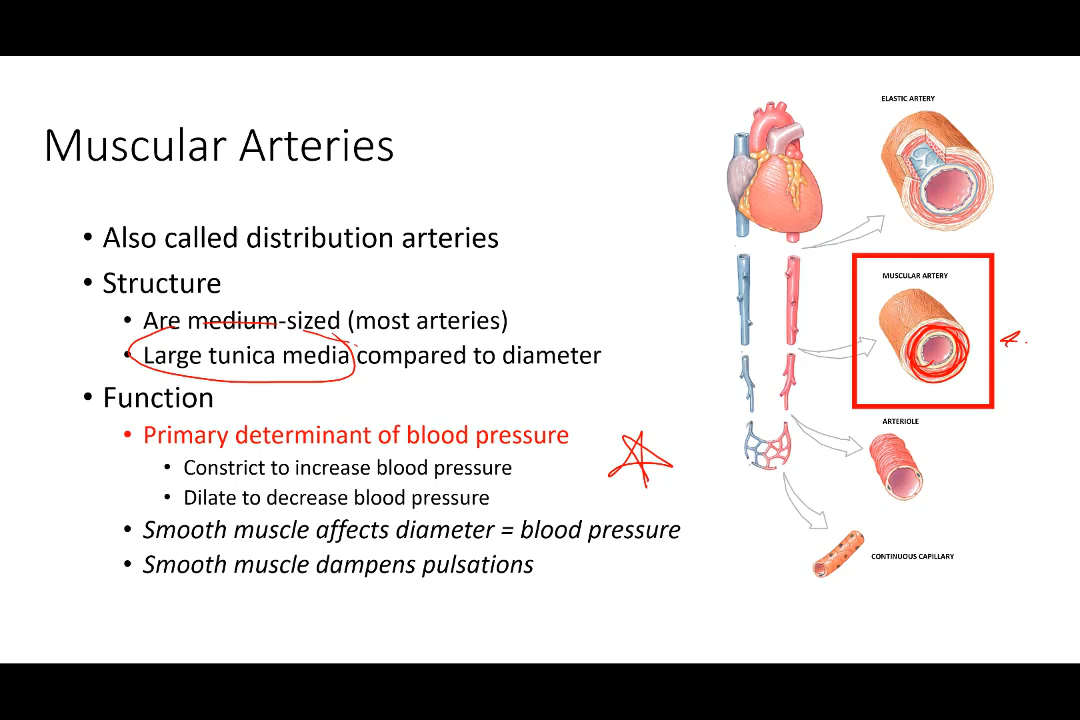 Muscular Arteries
• Also called distribution arteries
• Structure
• Are medium-sized (most arteries)
• Large tunica media compared to diameter
• Function
• Primary determinant of blood pressure
• Constrict to increase blood pressure
• Dilate to decrease blood pressure
• Smooth muscle affects diameter = blood pressure
• Smooth muscle dampens pulsations
ELASTIC ARTERY
MUSCULAR ARTERY
ARTERIOLE
CONTINUOUS CAPILLARY